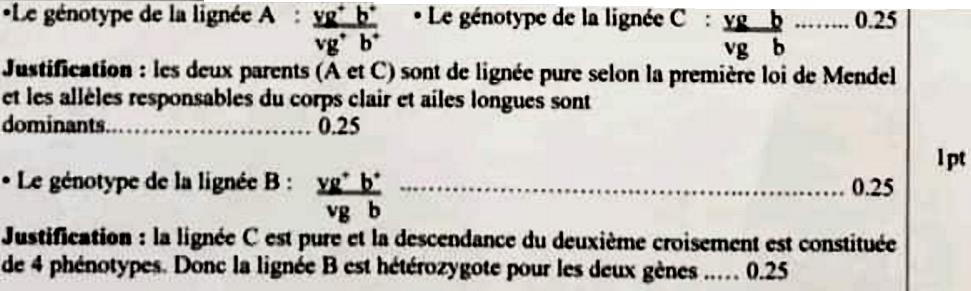 •Le génotype de la lignée A : vg⁺ b⁺ • Le génotype de la lignée C : vg b ........ 0.25
vg⁺ b⁺ vg b
Justification : les deux parents (A et C) sont de lignée pure selon la première loi de Mendel
et les allèles responsables du corps clair et ailes longues sont
dominants............................ 0.25
1pt
• Le génotype de la lignée B : vg⁺ b⁺ ................................................................ 0.25
vg b
Justification : la lignée C est pure et la descendance du deuxième croisement est constituée
de 4 phénotypes. Donc la lignée B est hétérozygote pour les deux gènes ..... 0.25